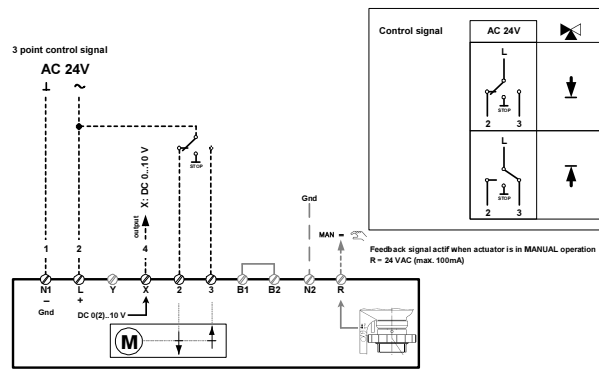 3 point control signal
AC 24V
⊥ ~
STOP
output
X: DC 0...10 V
Gnd
MAN =
1 2 4
N1 L Y X 2 3 B1 B2 N2 R
− +
Gnd
DC 0(2)..10 V
M
Control signal
AC 24V
L
STOP
2 3
L
STOP
2 3
Feedback signal actif when actuator is in MANUAL operation
R = 24 VAC (max. 100mA)